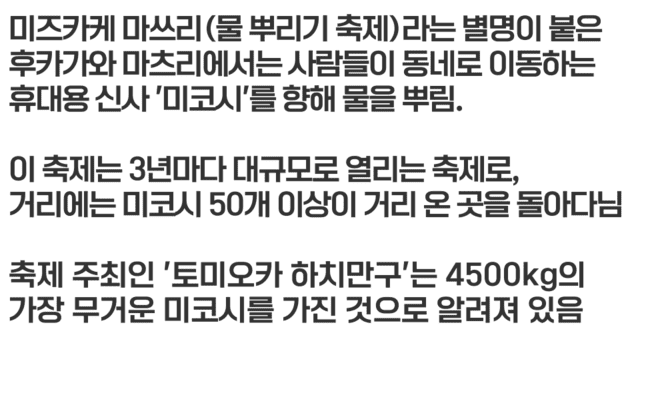 미즈카케 마쓰리(물 뿌리기 축제)라는 별명이 붙은
후카가와 마츠리에서는 사람들이 동네로 이동하는
휴대용 신사 '미코시'를 향해 물을 뿌림.
이 축제는 3년마다 대규모로 열리는 축제로,
거리에는 미코시 50개 이상이 거리 온 곳을 돌아다님
축제 주최인 '토미오카 하치만구'는 4500kg의
가장 무거운 미코시를 가진 것으로 알려져 있음